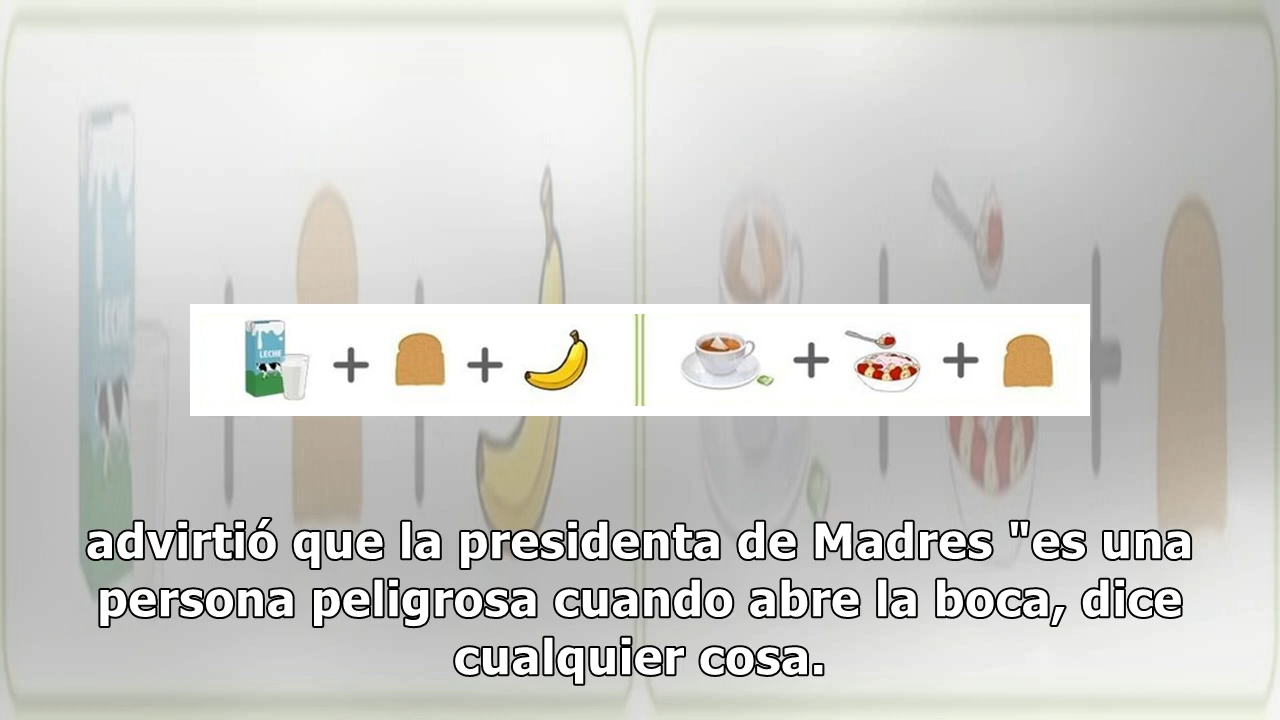 LECHE
advirtió que la presidenta de Madres "es una
persona peligrosa cuando abre la boca, dice
cualquier cosa.